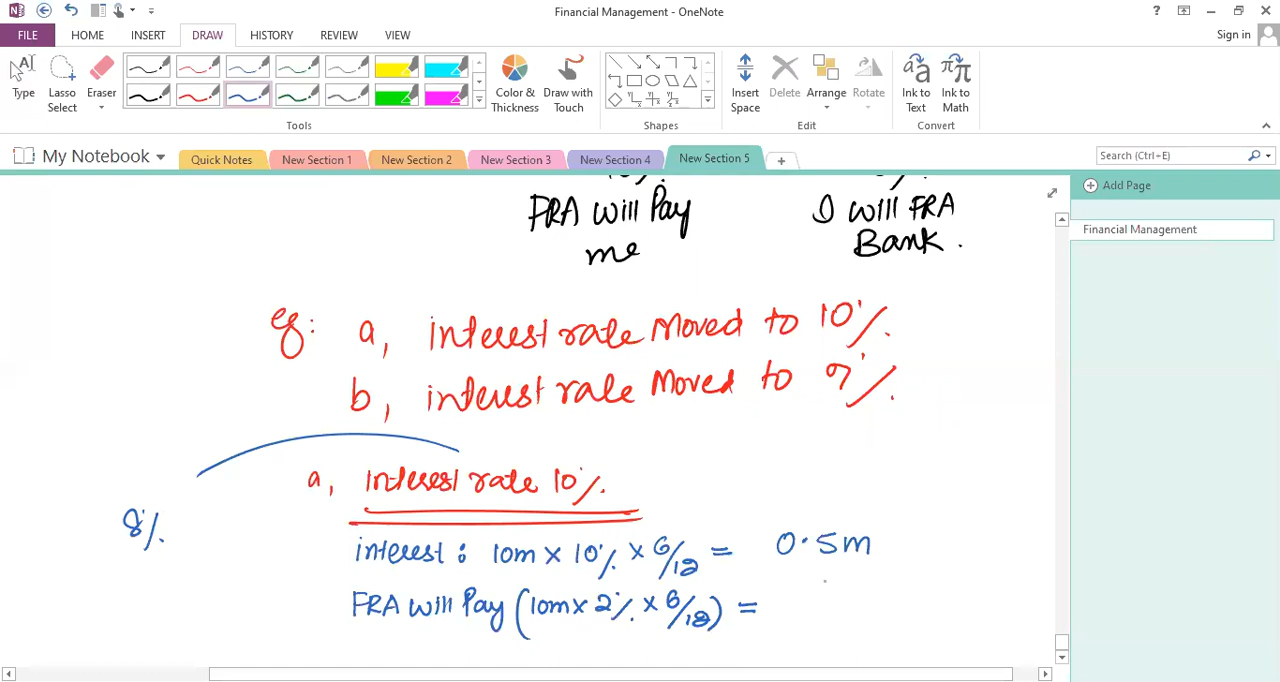 Financial Management - OneNote
FILE HOME INSERT DRAW HISTORY REVIEW VIEW Sign in
Type Lasso Select Eraser Color & Thickness Draw with Touch Insert Space Delete Arrange Rotate Ink to Text Ink to Math
Tools Shapes Edit Convert
My Notebook Quick Notes New Section 1 New Section 2 New Section 3 New Section 4 New Section 5 Search (Ctrl+E)
Add Page
Financial Management
FRA will Pay me
I will FRA Bank.
eg: a, interest rate Moved to 10%.
b, interest rate Moved to 7%.
a, interest rate 10%.
8%.
interest: 10m × 10% × 6/12 = 0.5m
FRA will Pay (10m × 2% × 6/12) =